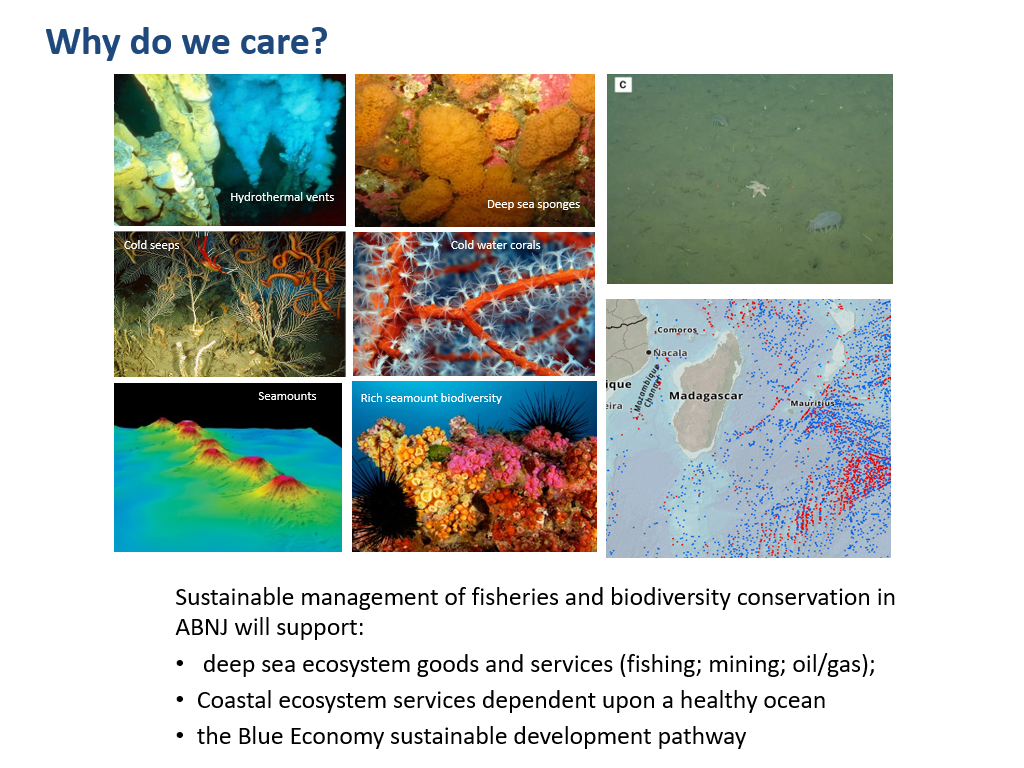 Why do we care?
Hydrothermal vents
Deep sea sponges
C
Cold seeps
Cold water corals
Seamounts
Rich seamount biodiversity
Comoros
Nacala
Mozambique
Channel
ique
eira
Madagascar
Mauritius
Sustainable management of fisheries and biodiversity conservation in
ABNJ will support:
• deep sea ecosystem goods and services (fishing; mining; oil/gas);
• Coastal ecosystem services dependent upon a healthy ocean
• the Blue Economy sustainable development pathway